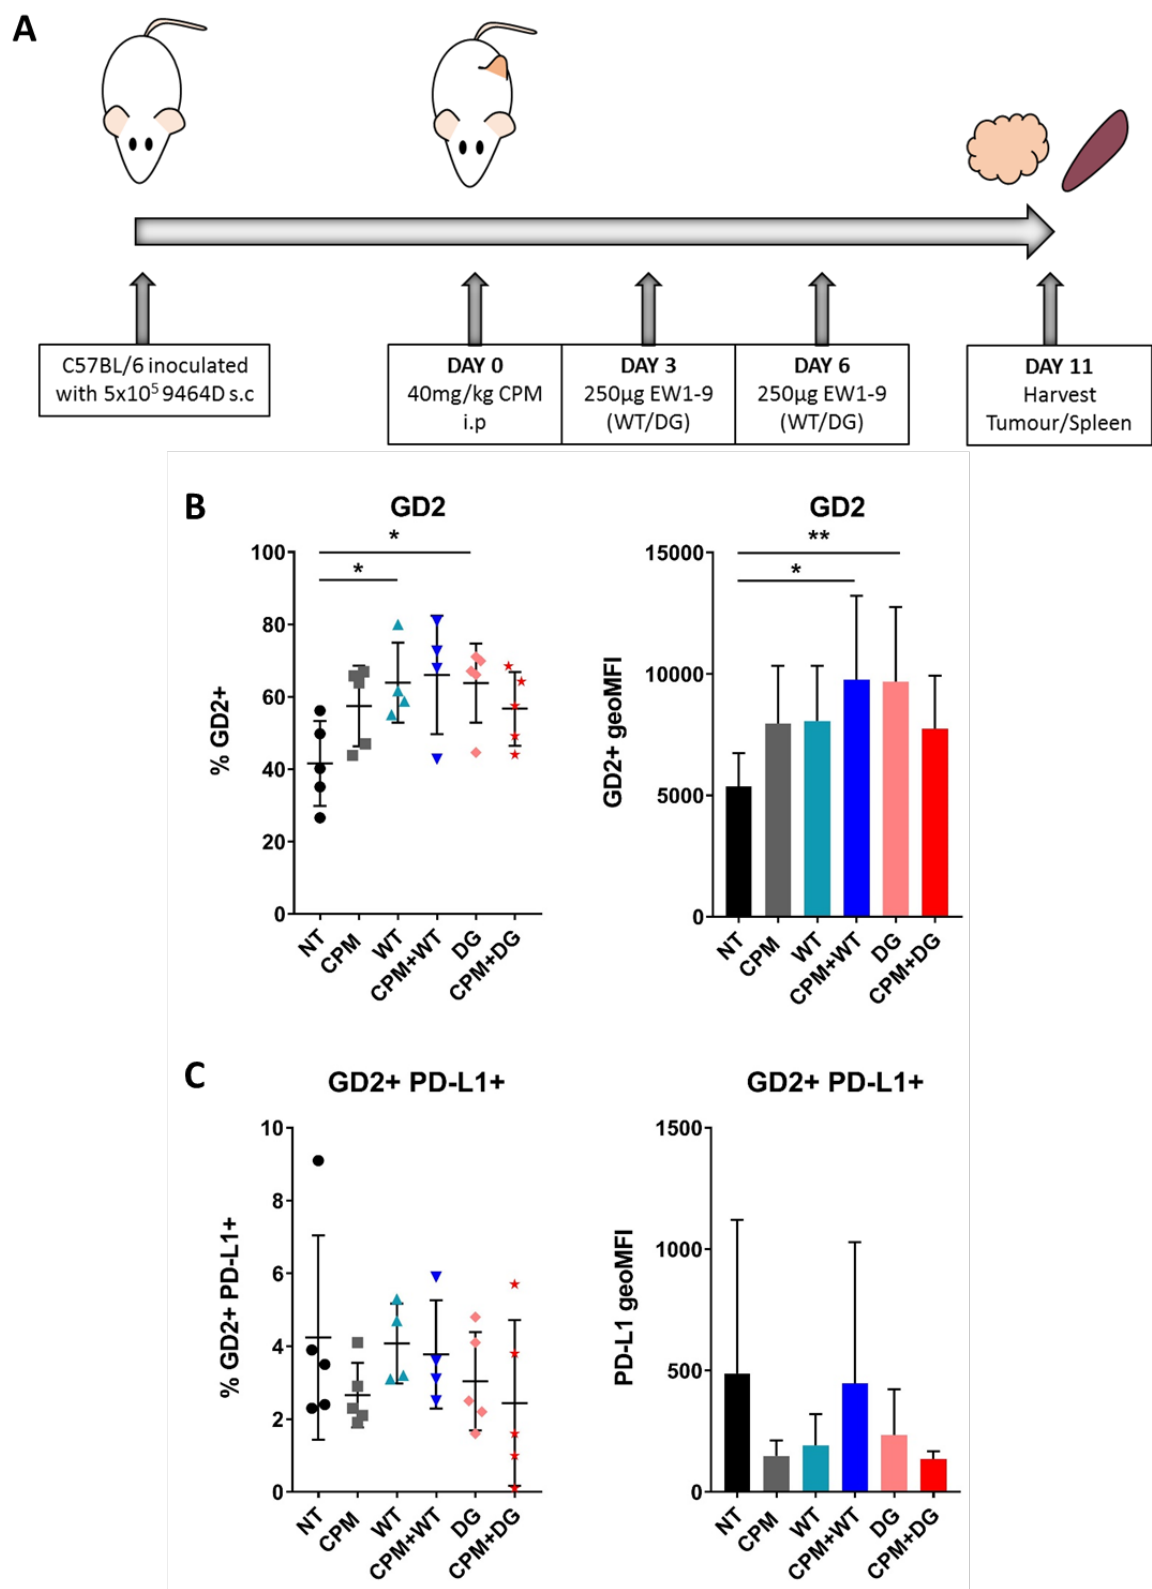 A
C57BL/6 inoculated
with 5x10⁵ 9464D s.c
DAY 0
40mg/kg CPM
i.p
DAY 3
250µg EW1-9
(WT/DG)
DAY 6
250µg EW1-9
(WT/DG)
DAY 11
Harvest
Tumour/Spleen
B
GD2
% GD2+
100
80
60
40
20
0
*
*
NT
CPM
WT
CPM+WT
DG
CPM+DG
GD2
GD2+ geoMFI
15000
10000
5000
0
**
*
NT
CPM
WT
CPM+WT
DG
CPM+DG
C
GD2+ PD-L1+
% GD2+ PD-L1+
10
8
6
4
2
0
NT
CPM
WT
CPM+WT
DG
CPM+DG
GD2+ PD-L1+
PD-L1 geoMFI
1500
1000
500
0
NT
CPM
WT
CPM+WT
DG
CPM+DG